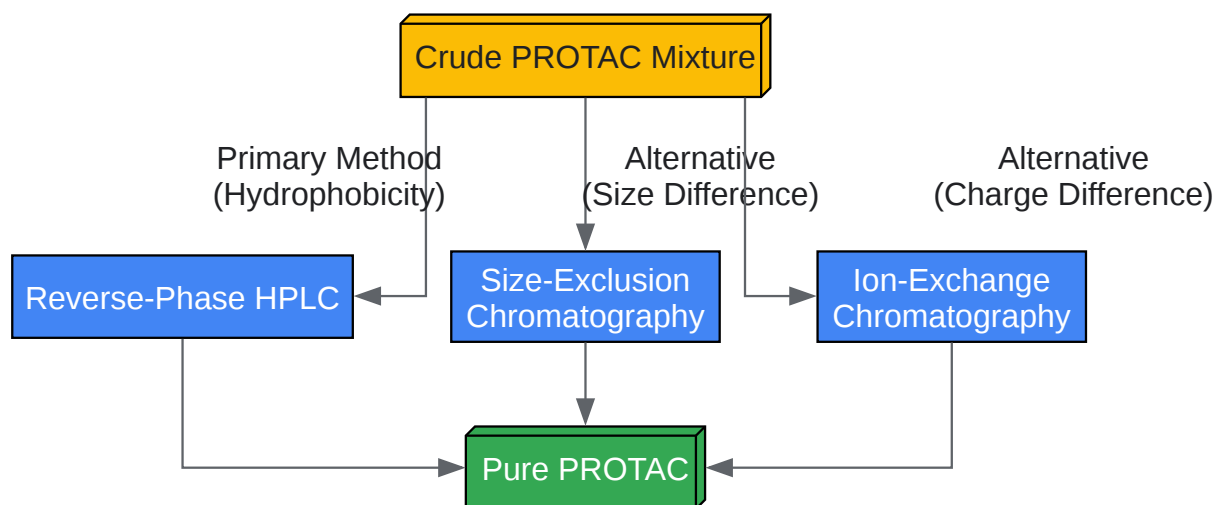 Crude PROTAC Mixture
Primary Method
(Hydrophobicity)
Alternative
(Size Difference)
Alternative
(Charge Difference)
Reverse-Phase HPLC
Size-Exclusion
Chromatography
Ion-Exchange
Chromatography
Pure PROTAC